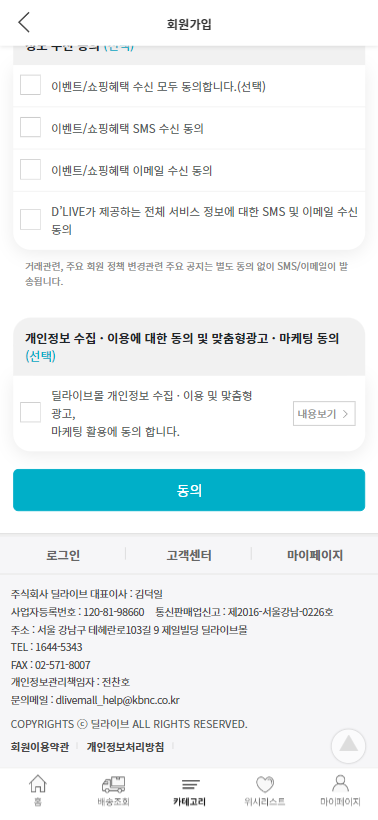 회원가입
정보 수신 동의 (선택)
이벤트/쇼핑혜택 수신 모두 동의합니다.(선택)
이벤트/쇼핑혜택 SMS 수신 동의
이벤트/쇼핑혜택 이메일 수신 동의
D’LIVE가 제공하는 전체 서비스 정보에 대한 SMS 및 이메일 수신
동의
거래관련, 주요 회원 정책 변경관련 주요 공지는 별도 동의 없이 SMS/이메일이 발
송됩니다.
개인정보 수집 · 이용에 대한 동의 및 맞춤형광고 · 마케팅 동의
(선택)
딜라이브몰 개인정보 수집 · 이용 및 맞춤형
광고,
마케팅 활용에 동의 합니다.
내용보기
동의
로그인 고객센터 마이페이지
주식회사 딜라이브 대표이사 : 김덕일
사업자등록번호 : 120-81-98660 통신판매업신고 : 제2016-서울강남-0226호
주소 : 서울 강남구 테헤란로103길 9 제일빌딩 딜라이브몰
TEL : 1644-5343
FAX : 02-571-8007
개인정보관리책임자 : 전찬호
문의메일 : dlivemall_help@kbnc.co.kr
COPYRIGHTS ⓒ 딜라이브 ALL RIGHTS RESERVED.
회원이용약관 개인정보처리방침
홈 배송조회 카테고리 위시리스트 마이페이지